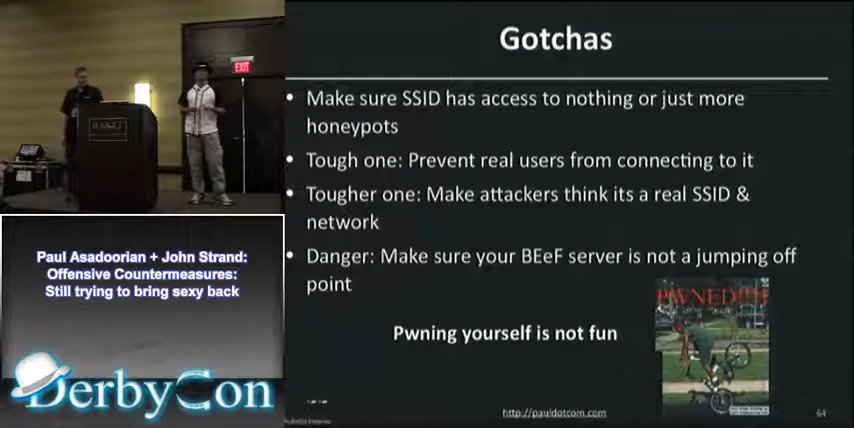 EXIT
Gotchas
• Make sure SSID has access to nothing or just more
honeypots
• Tough one: Prevent real users from connecting to it
• Tougher one: Make attackers think its a real SSID &
network
• Danger: Make sure your BEeF server is not a jumping off
point
Pwning yourself is not fun
PWNED!!!!
http://pauldotcom.com
64
Paul Asadoorian + John Strand:
Offensive Countermeasures:
Still trying to bring sexy back
DerbyCon